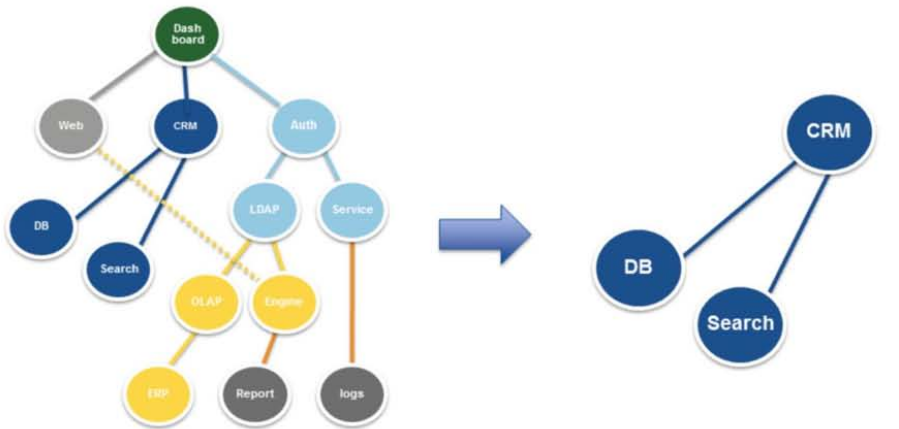 Dash
board
Web
CRM
Auth
LDAP
Service
DB
Search
OLAP
Engine
ERP
Report
logs
CRM
DB
Search